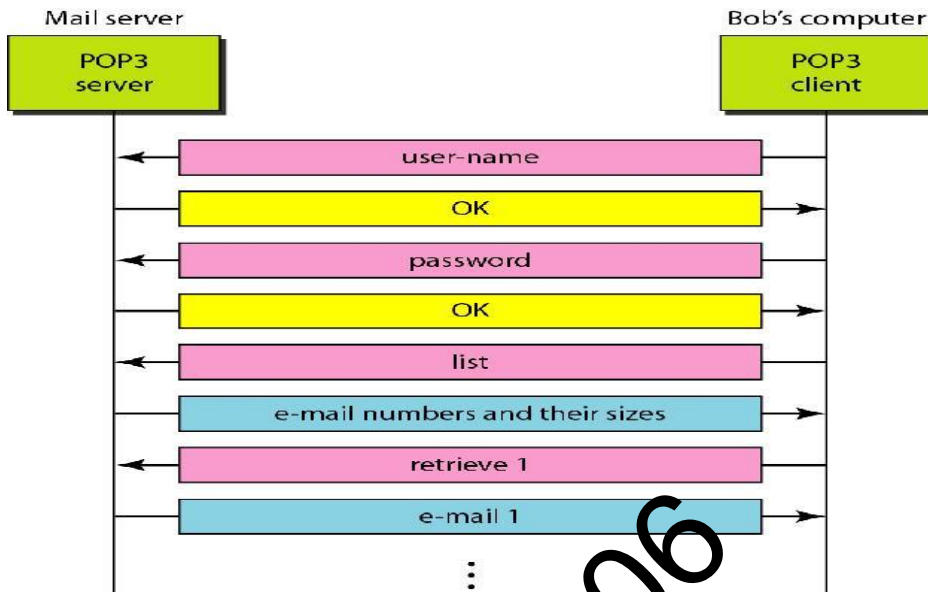 Mail server
Bob's computer
POP3
server
POP3
client
user-name
OK
password
OK
list
e-mail numbers and their sizes
retrieve 1
e-mail 1
06